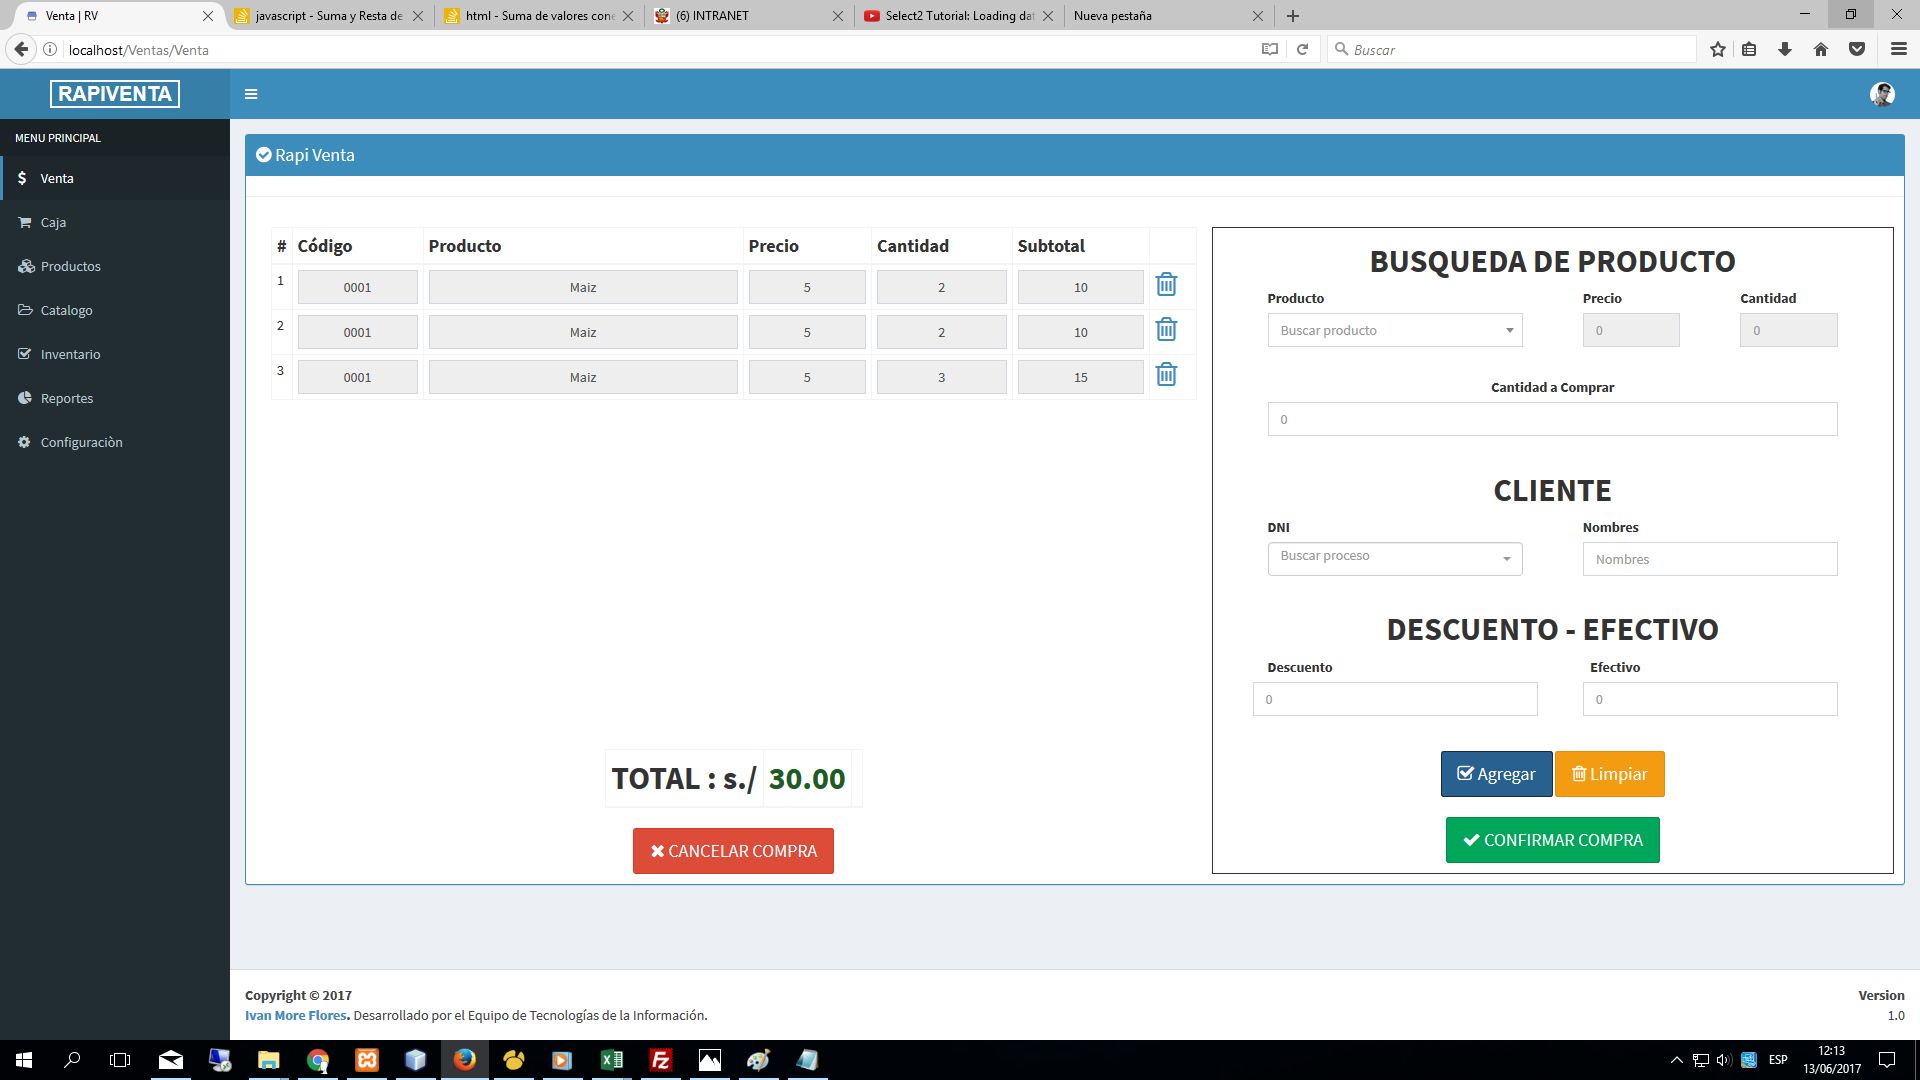 Venta | RV
javascript - Suma y Resta de
html - Suma de valores con
(6) INTRANET
Select2 Tutorial: Loading dat
Nueva pestaña
localhost/Ventas/Venta
Buscar
RAPIVENTA
MENU PRINCIPAL
Venta
Caja
Productos
Catalogo
Inventario
Reportes
Configuraciòn
Rapi Venta
# Código Producto Precio Cantidad Subtotal
1 0001 Maiz 5 2 10
2 0001 Maiz 5 2 10
3 0001 Maiz 5 3 15
TOTAL : s./ 30.00
CANCELAR COMPRA
BUSQUEDA DE PRODUCTO
Producto Precio Cantidad
Buscar producto 0 0
Cantidad a Comprar
0
CLIENTE
DNI Nombres
Buscar proceso Nombres
DESCUENTO - EFECTIVO
Descuento Efectivo
0 0
Agregar Limpiar
CONFIRMAR COMPRA
Copyright © 2017
Ivan More Flores. Desarrollado por el Equipo de Tecnologías de la Información.
Version
1.0
ESP
12:13
13/06/2017